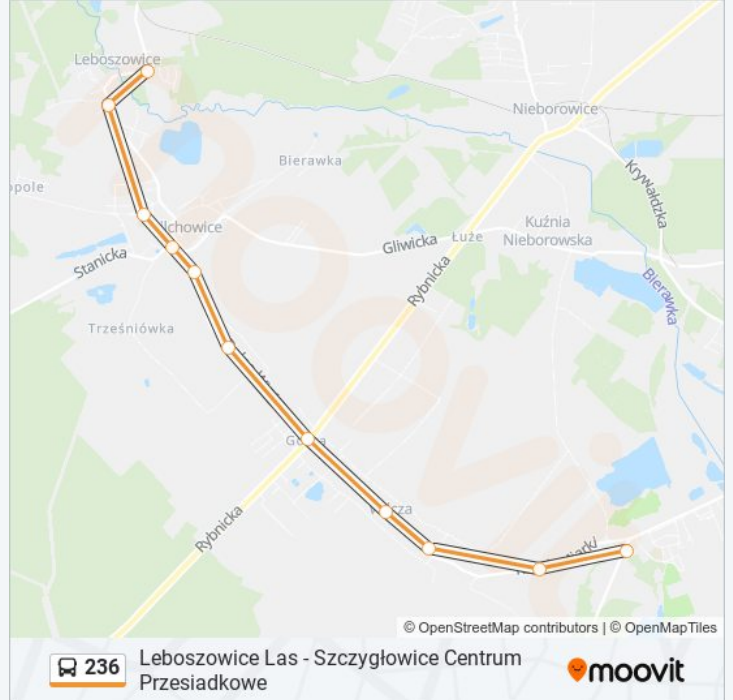 Leboszowice
Nieborowice
Bierawka
Krywałdzka
Kuźnia
Nieborowska
Gliwicka
Łuże
Stanicka
Rybnicka
Bierawka
Trześniówka
Rybnicka
© OpenStreetMap contributors | © OpenMapTiles
236
Leboszowice Las - Szczygłowice Centrum
Przesiadkowe
moovit